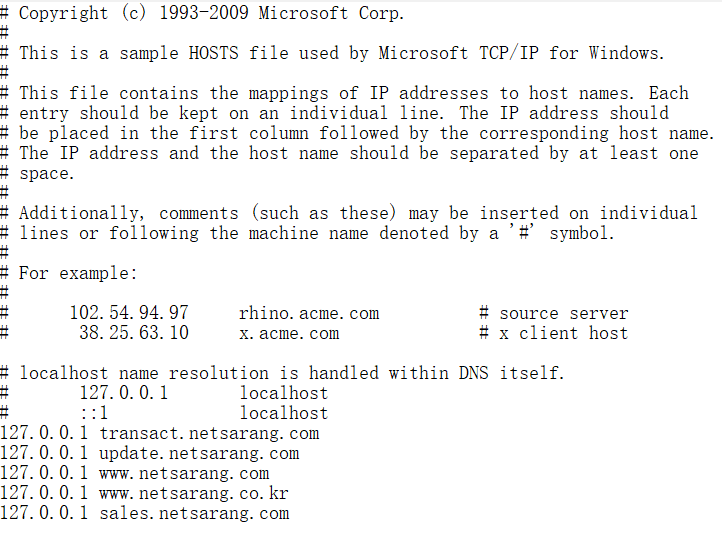 # Copyright (c) 1993-2009 Microsoft Corp.
#
# This is a sample HOSTS file used by Microsoft TCP/IP for Windows.
#
# This file contains the mappings of IP addresses to host names. Each
# entry should be kept on an individual line. The IP address should
# be placed in the first column followed by the corresponding host name.
# The IP address and the host name should be separated by at least one
# space.
#
# Additionally, comments (such as these) may be inserted on individual
# lines or following the machine name denoted by a '#' symbol.
#
# For example:
#
#      102.54.94.97     rhino.acme.com          # source server
#       38.25.63.10     x.acme.com              # x client host

# localhost name resolution is handled within DNS itself.
#       127.0.0.1       localhost
#       ::1             localhost
127.0.0.1 transact.netsarang.com
127.0.0.1 update.netsarang.com
127.0.0.1 www.netsarang.com
127.0.0.1 www.netsarang.co.kr
127.0.0.1 sales.netsarang.com